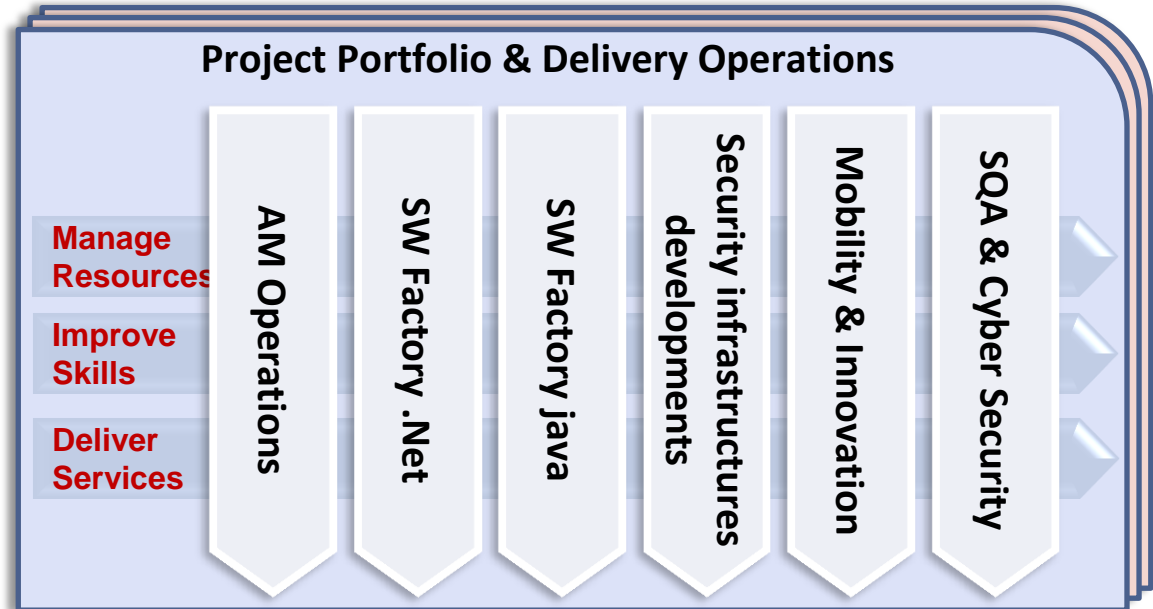 Project Portfolio & Delivery Operations
Manage
Resources
Improve
Skills
Deliver
Services
AM Operations
SW Factory .Net
SW Factory java
Security infrastructures
developments
Mobility & Innovation
SQA & Cyber Security